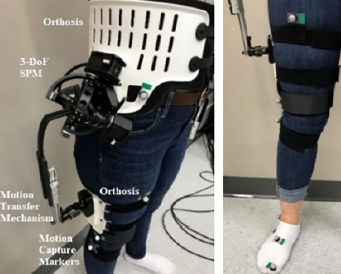 Orthosis
3-DoF
SPM
Orthosis
Motion
Transfer
Mechanism
Motion
Capture
Markers